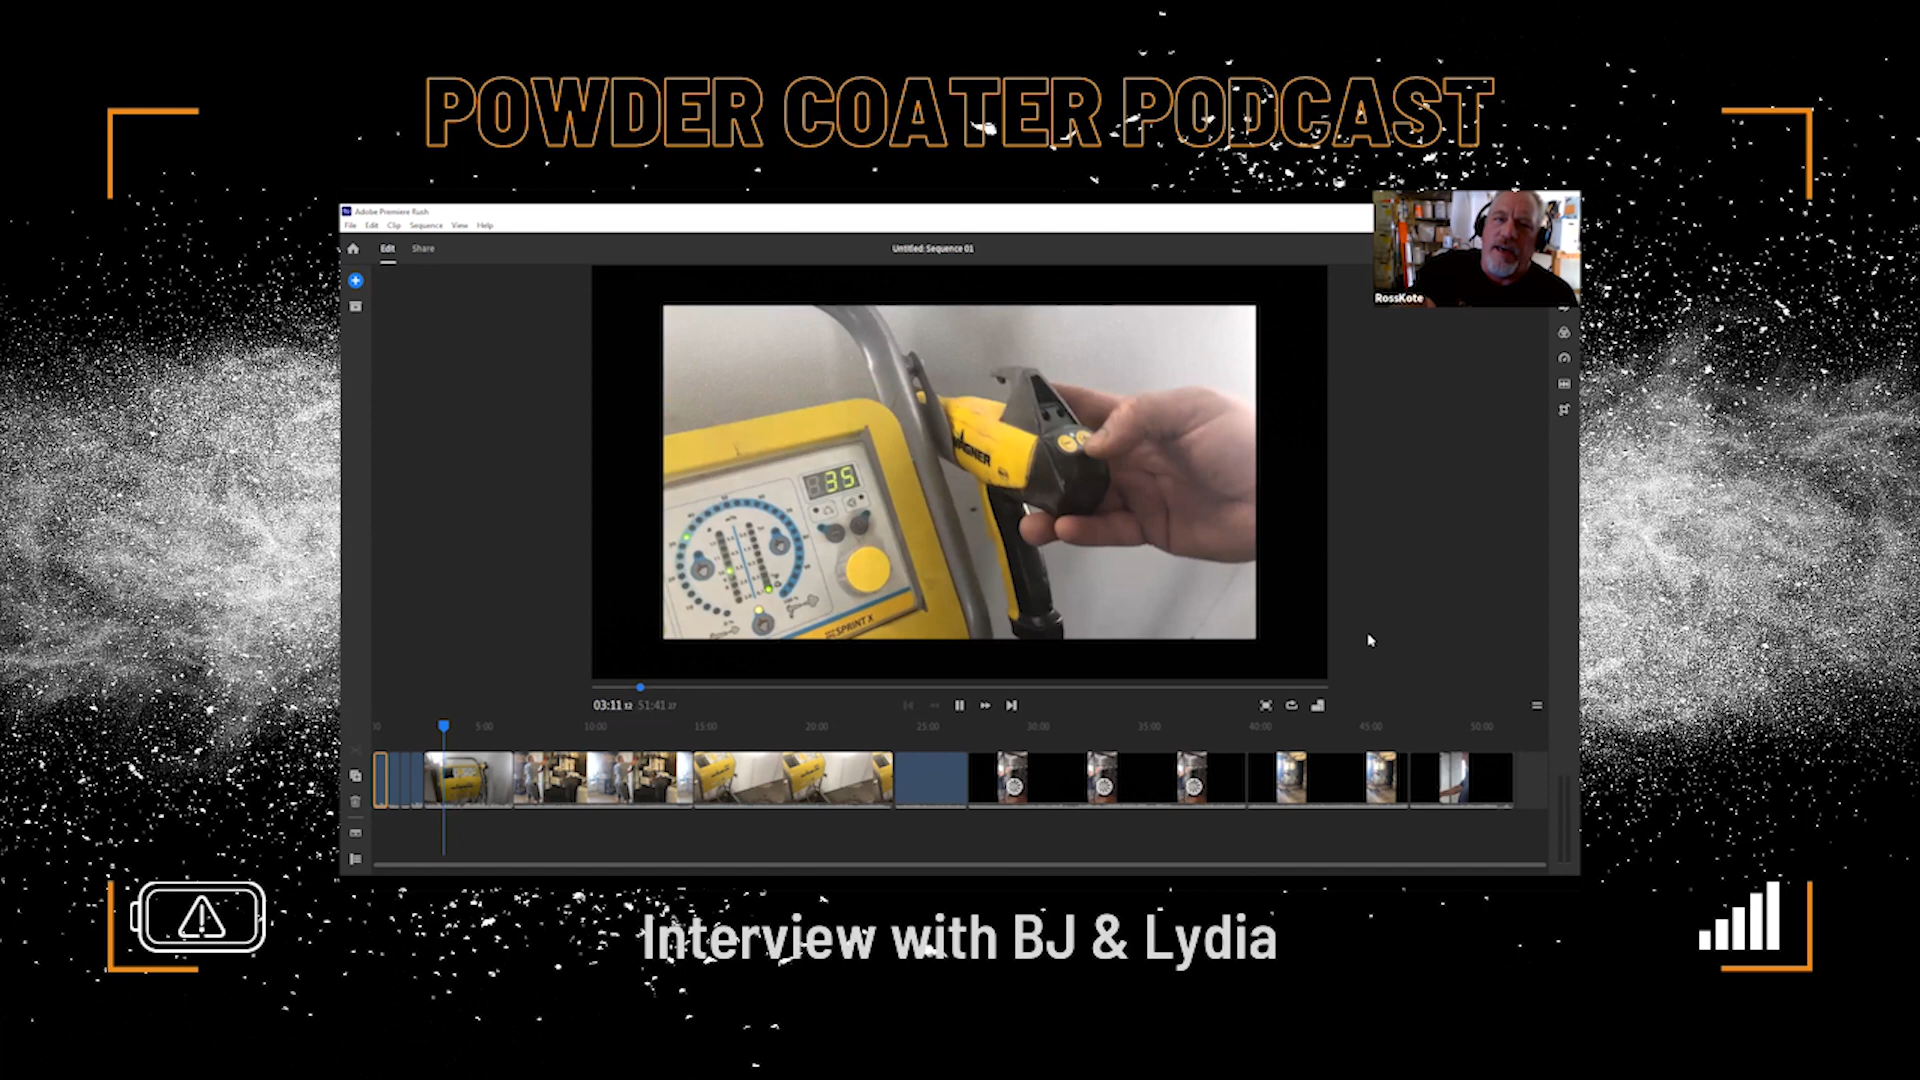 POWDER COATER PODCAST
Adobe Premiere Rush
File Edit Clip Sequence View Help
Edit Share
Untitled: Sequence 01
RossKote
WAGNER
35
SPRINT X
03:11 12 51:41 27
5:00 10:00 15:00 20:00 25:00 30:00 35:00 40:00 45:00 50:00
Interview with BJ & Lydia